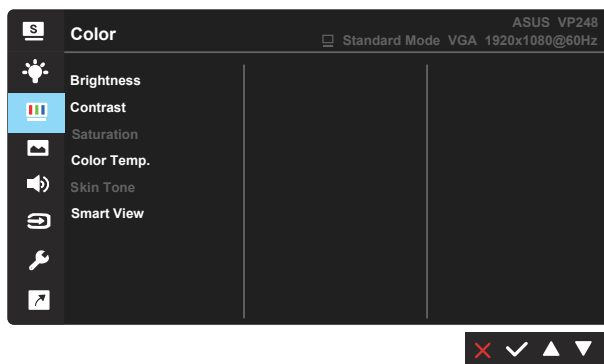 S
Color
ASUS VP248
Standard Mode VGA 1920x1080@60Hz
Brightness
Contrast
Saturation
Color Temp.
Skin Tone
Smart View